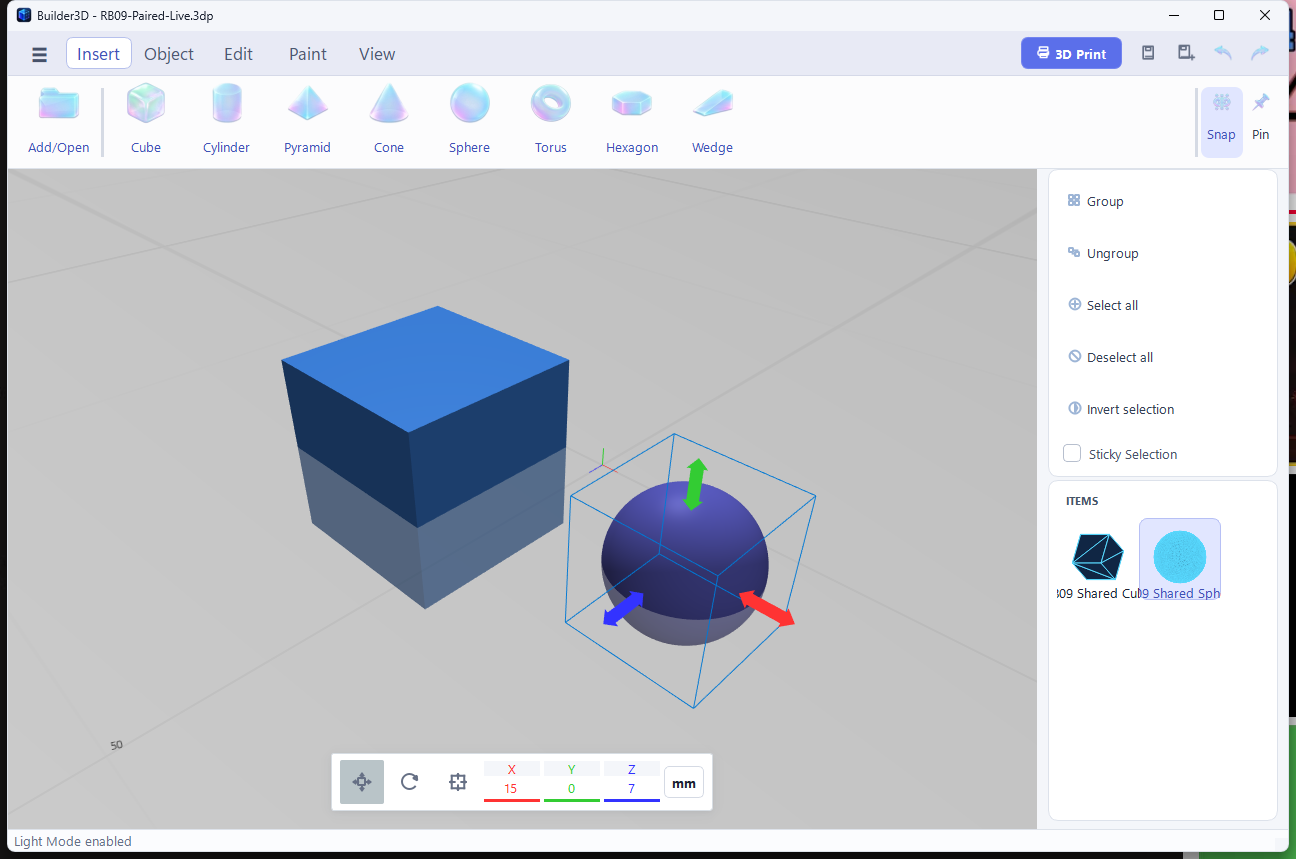 Builder3D - RB09-Paired-Live.3dp
Insert Object Edit Paint View 3D Print
Add/Open Cube Cylinder Pyramid Cone Sphere Torus Hexagon Wedge Snap Pin
Group
Ungroup
Select all
Deselect all
Invert selection
Sticky Selection
ITEMS
309 Shared Cul 09 Shared Sph
50
X Y Z
15 0 7 mm
Light Mode enabled